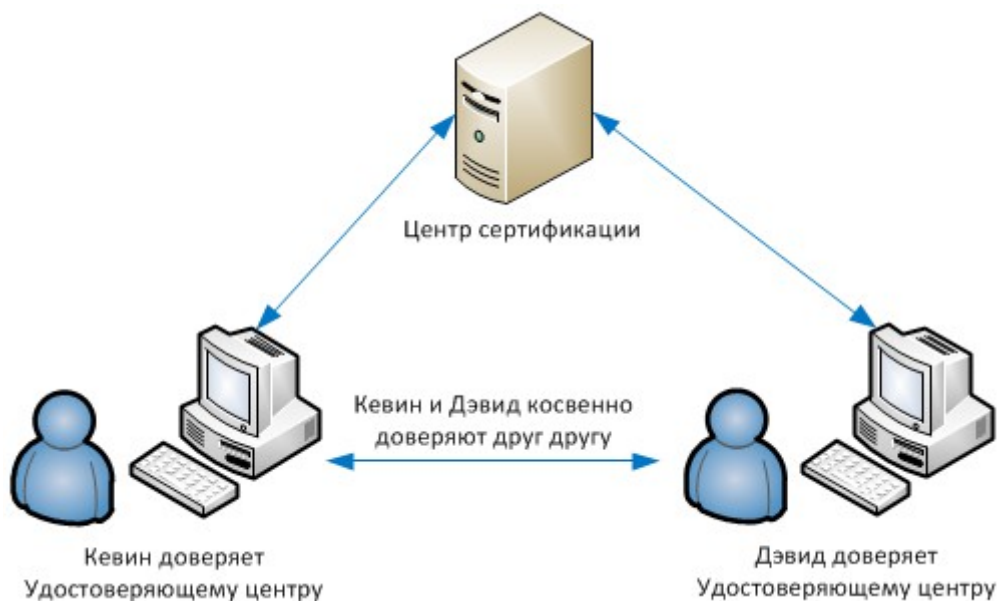 Центр сертификации
Кевин и Дэвид косвенно
доверяют друг другу
Кевин доверяет
Удостоверяющему центру
Дэвид доверяет
Удостоверяющему центру